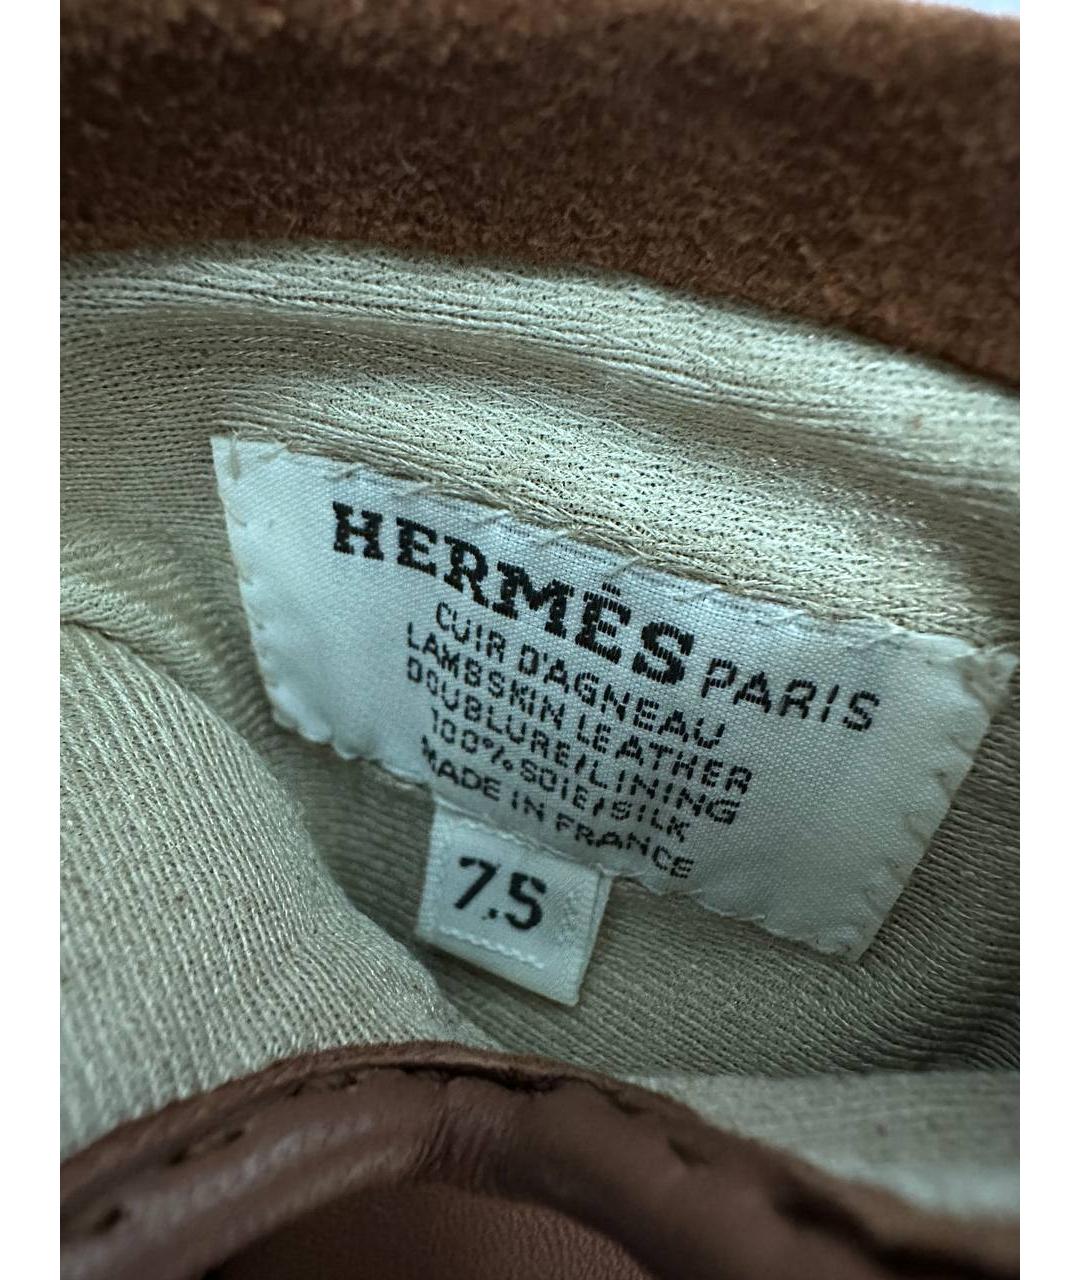 HERMÈS PARIS
CUIR D'AGNEAU
LAMBSKIN LEATHER
DOUBLURE/LINING
100% SOIE/SILK
MADE IN FRANCE
7.5